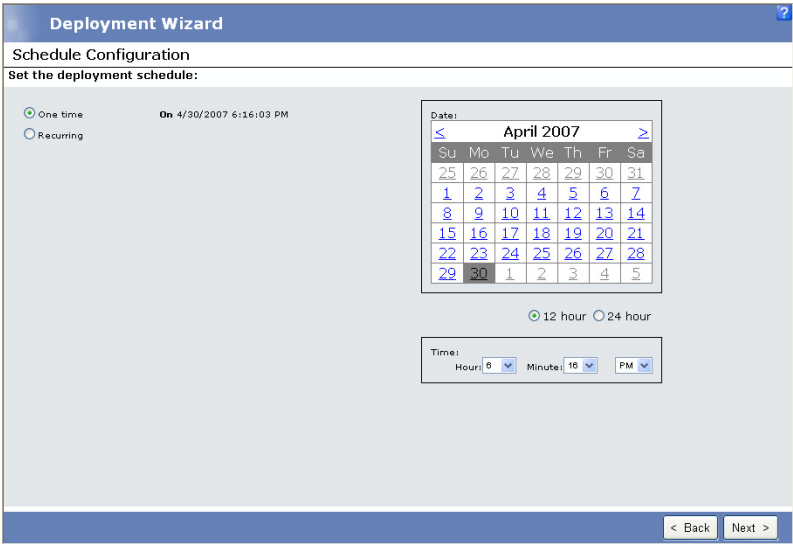 Deployment Wizard
?
Schedule Configuration
Set the deployment schedule:
One time
On 4/30/2007 6:16:03 PM
Recurring
Date:
< April 2007 >
Su Mo Tu We Th Fr Sa
25 26 27 28 29 30 31
1 2 3 4 5 6 7
8 9 10 11 12 13 14
15 16 17 18 19 20 21
22 23 24 25 26 27 28
29 30 1 2 3 4 5
12 hour 24 hour
Time:
Hour: 6 Minute: 16 PM
< Back Next >